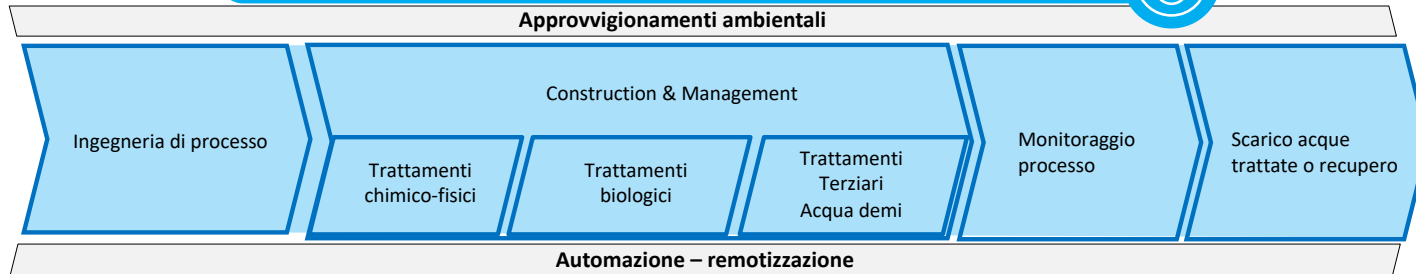 Approvvigionamenti ambientali
Ingegneria di processo
Construction & Management
Trattamenti
chimico-fisici
Trattamenti
biologici
Trattamenti
Terziari
Acqua demi
Monitoraggio
processo
Scarico acque
trattate o recupero
Automazione – remotizzazione